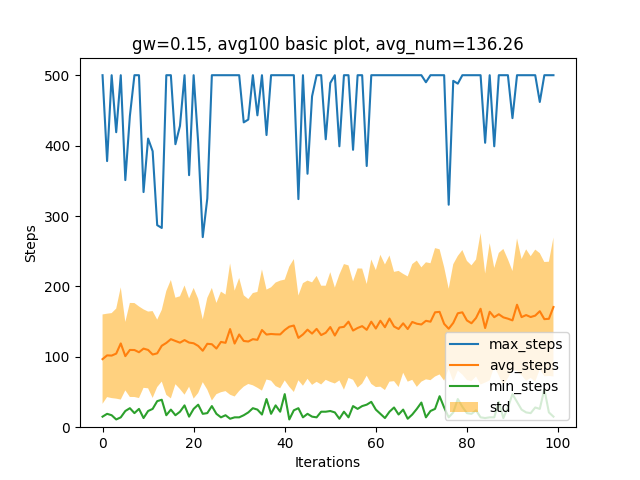 gw=0.15, avg100 basic plot, avg_num=136.26
Steps
500
400
300
200
100
0
max_steps
avg_steps
min_steps
std
0
20
40
60
80
100
Iterations